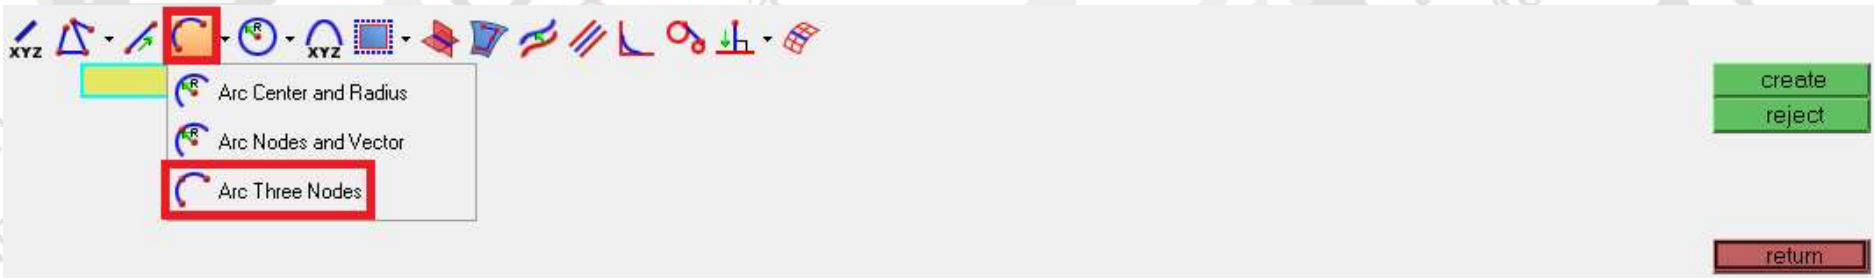 XYZ
R
XYZ
R
Arc Center and Radius
create
reject
R
Arc Nodes and Vector
Arc Three Nodes
return